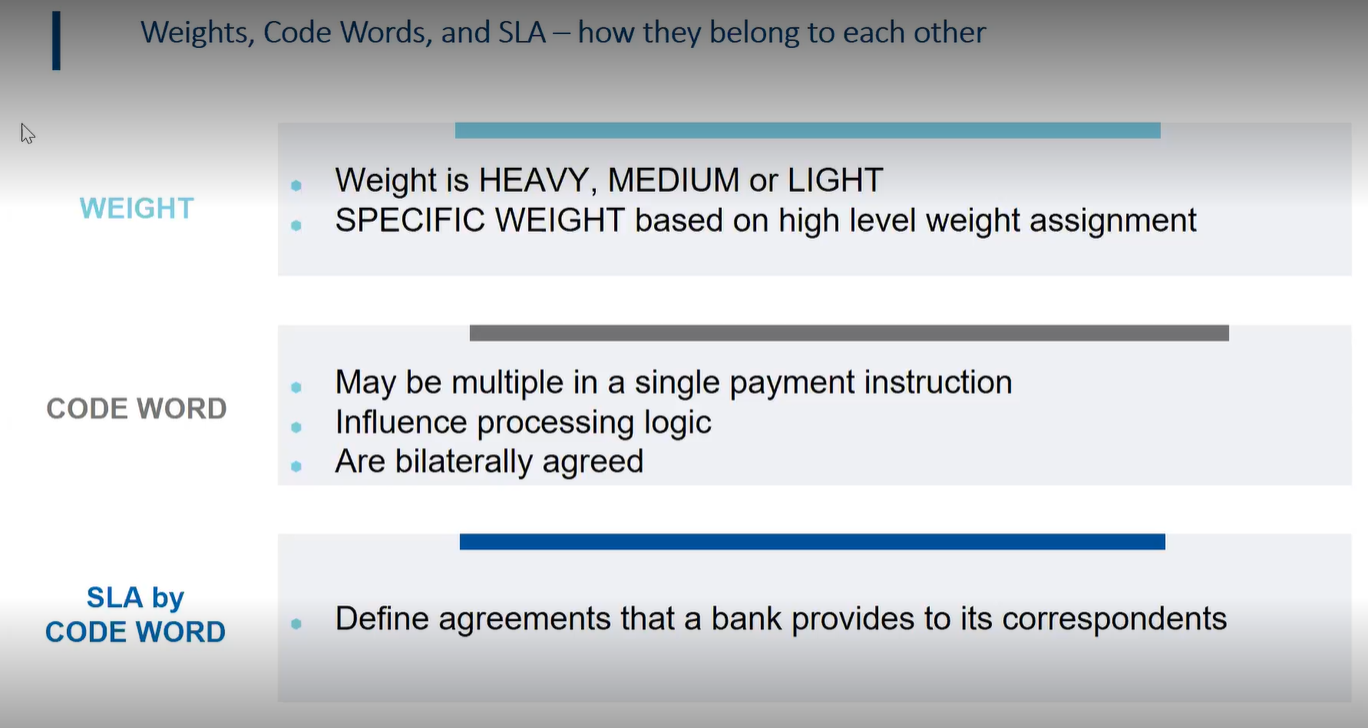 Weights, Code Words, and SLA – how they belong to each other
WEIGHT
Weight is HEAVY, MEDIUM or LIGHT
SPECIFIC WEIGHT based on high level weight assignment
CODE WORD
May be multiple in a single payment instruction
Influence processing logic
Are bilaterally agreed
SLA by
CODE WORD
Define agreements that a bank provides to its correspondents